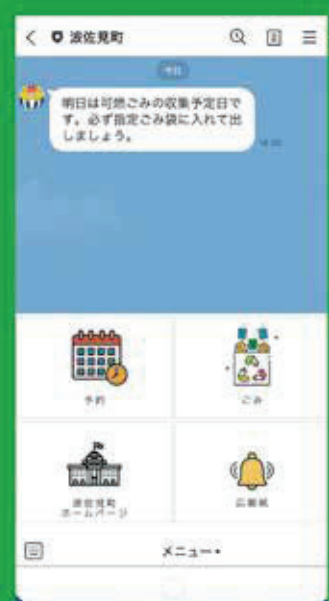 波佐見町
今日
明日は可燃ごみの収集予定日で
す。必ず指定ごみ袋に入れて出
しましょう。
予約
ごみ
波佐見町
ホームページ
広報紙
メニュー